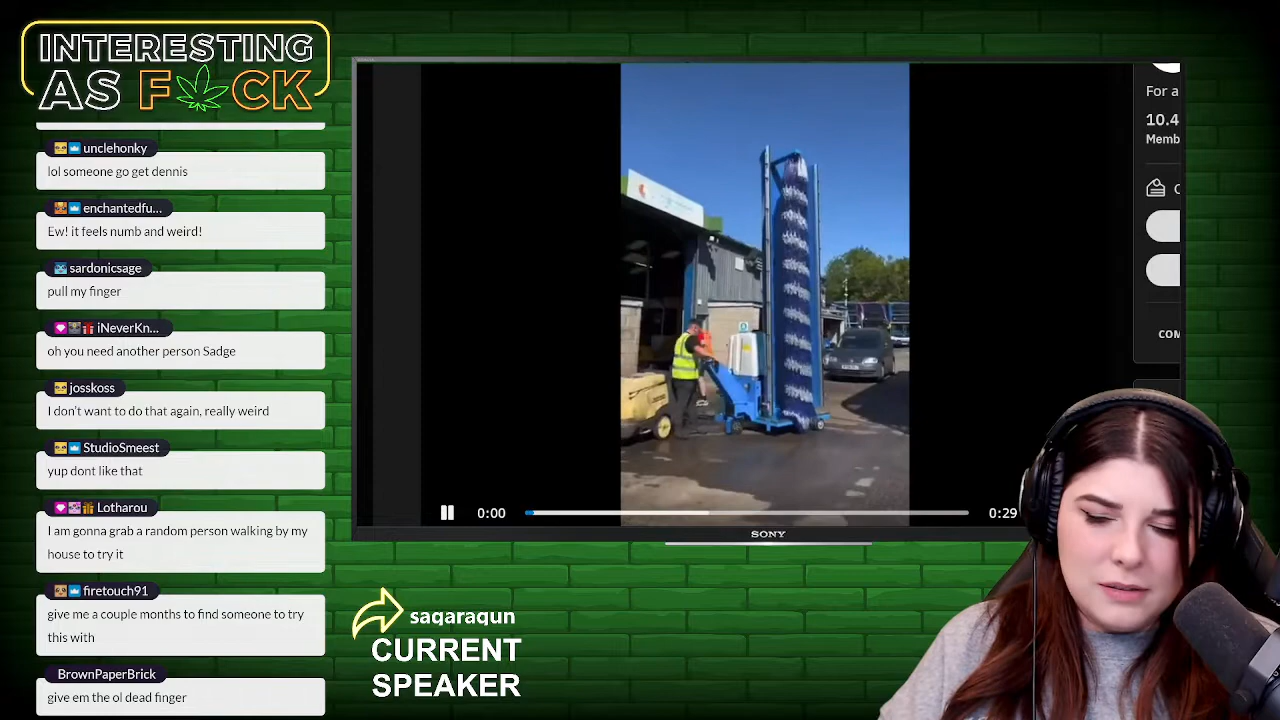 INTERESTING
AS F CK
unclehonky
lol someone go get dennis
enchantedfu...
Ew! it feels numb and weird!
sardonicsage
pull my finger
iNeverKn...
oh you need another person Sadge
josskoss
I don't want to do that again, really weird
StudioSmeest
yup dont like that
Lotharou
I am gonna grab a random person walking by my
house to try it
firetouch91
give me a couple months to find someone to try
this with
BrownPaperBrick
give em the ol dead finger
For a
10.4
Memb
C
COM
0:00
0:29
SONY
saqaraqun
CURRENT
SPEAKER